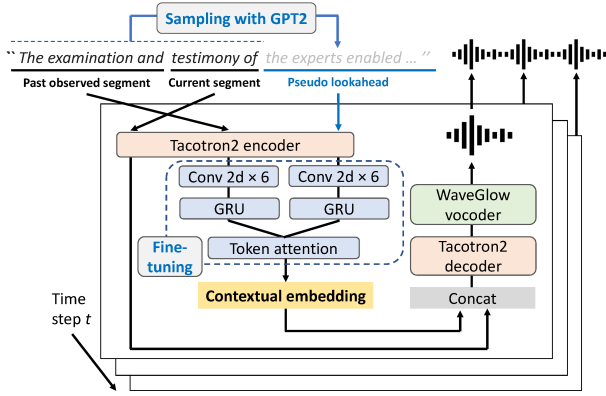 Sampling with GPT2
`` The examination and testimony of the experts enabled … ’’
Past observed segment Current segment Pseudo lookahead
Tacotron2 encoder
Conv 2d × 6 Conv 2d × 6
GRU GRU
Token attention
Fine-
tuning
Contextual embedding
WaveGlow
vocoder
Tacotron2
decoder
Concat
Time
step t